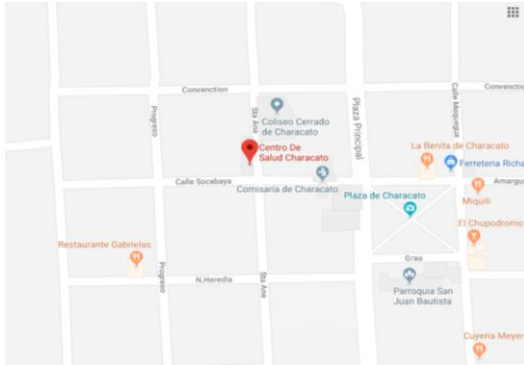 Convenction
Convenctio
Progreso
Sta Ana
Plaza Principal
Calle Moquegua
Coliseo Cerrado
de Characato
Centro De
Salud Characato
La Benita de Characato
Ferreteria Richa
Calle Socabaya
Comisaria de Characato
Amargu
Plaza de Characato
Miquili
El Chupodromo
Restaurante Gabrielas
Grau
Progreso
N.Heredia
Sta Ana
Parroquia San
Juan Bautista
Cuyeria Meyer